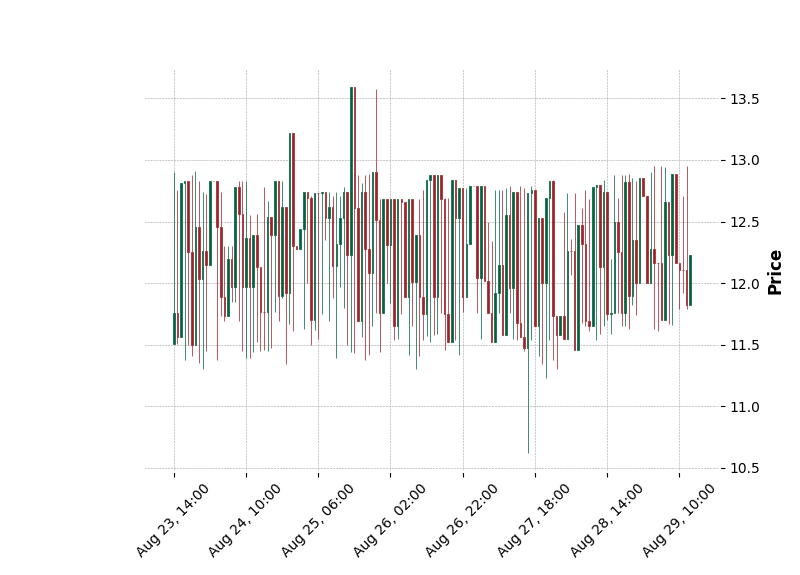 13.5
13.0
12.5
12.0
11.5
11.0
10.5
Price
Aug 23, 14:00
Aug 24, 10:00
Aug 25, 06:00
Aug 26, 02:00
Aug 26, 22:00
Aug 27, 18:00
Aug 28, 14:00
Aug 29, 10:00